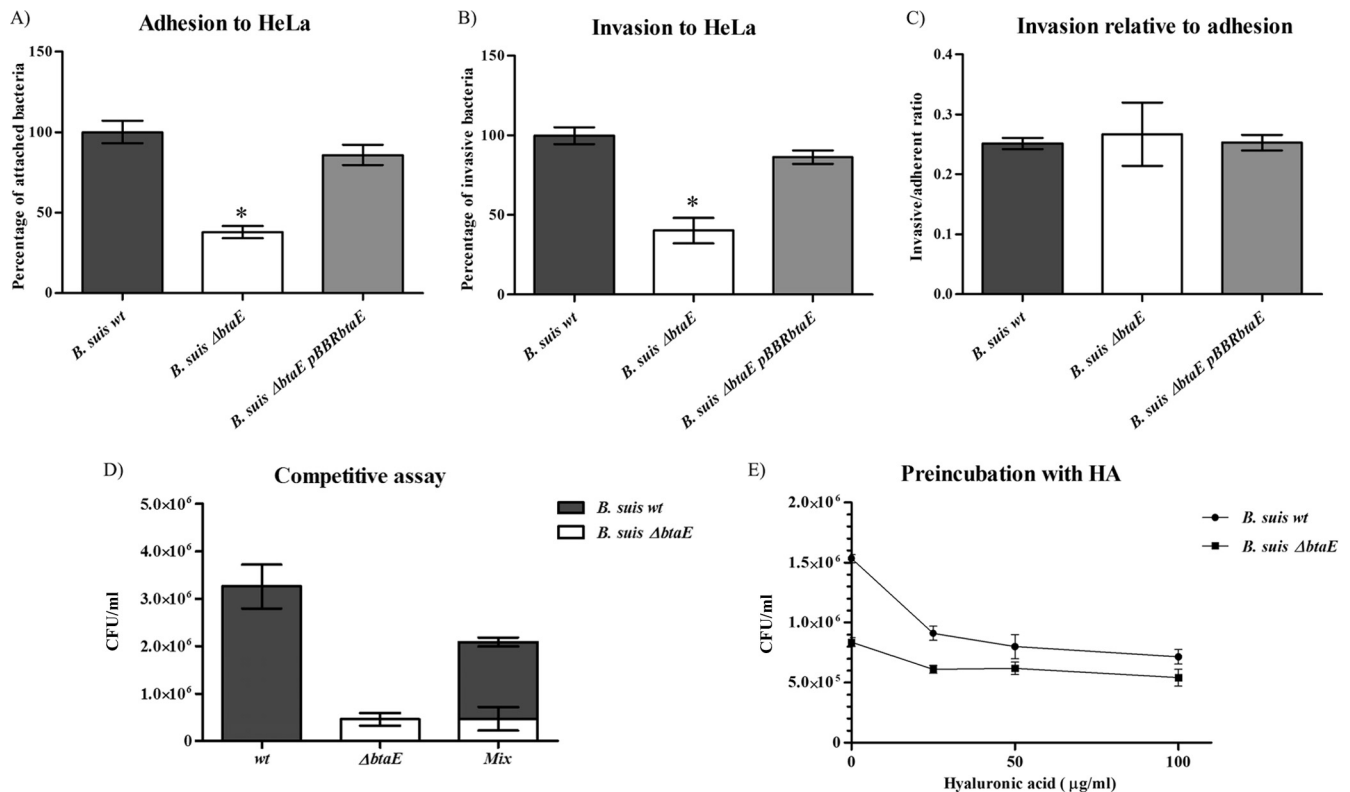 A)
Adhesion to HeLa
Percentage of attached bacteria
150
100
50
0
B. suis wt
B. suis ΔbtaE
B. suis ΔbtaE pBBRbtaE
*
B)
Invasion to HeLa
Percentage of invasive bacteria
150
100
50
0
B. suis wt
B. suis ΔbtaE
B. suis ΔbtaE pBBRbtaE
*
C)
Invasion relative to adhesion
Invasive/adherent ratio
0.4
0.3
0.2
0.1
0.0
B. suis wt
B. suis ΔbtaE
B. suis ΔbtaE pBBRbtaE
D)
Competitive assay
CFU/ml
5.0×10⁶
4.0×10⁶
3.0×10⁶
2.0×10⁶
1.0×10⁶
0
wt
ΔbtaE
Mix
B. suis wt
B. suis ΔbtaE
E)
Preincubation with HA
CFU/ml
2.0×10⁶
1.5×10⁶
1.0×10⁶
5.0×10⁵
0
0
50
100
Hyaluronic acid ( μg/ml)
B. suis wt
B. suis ΔbtaE